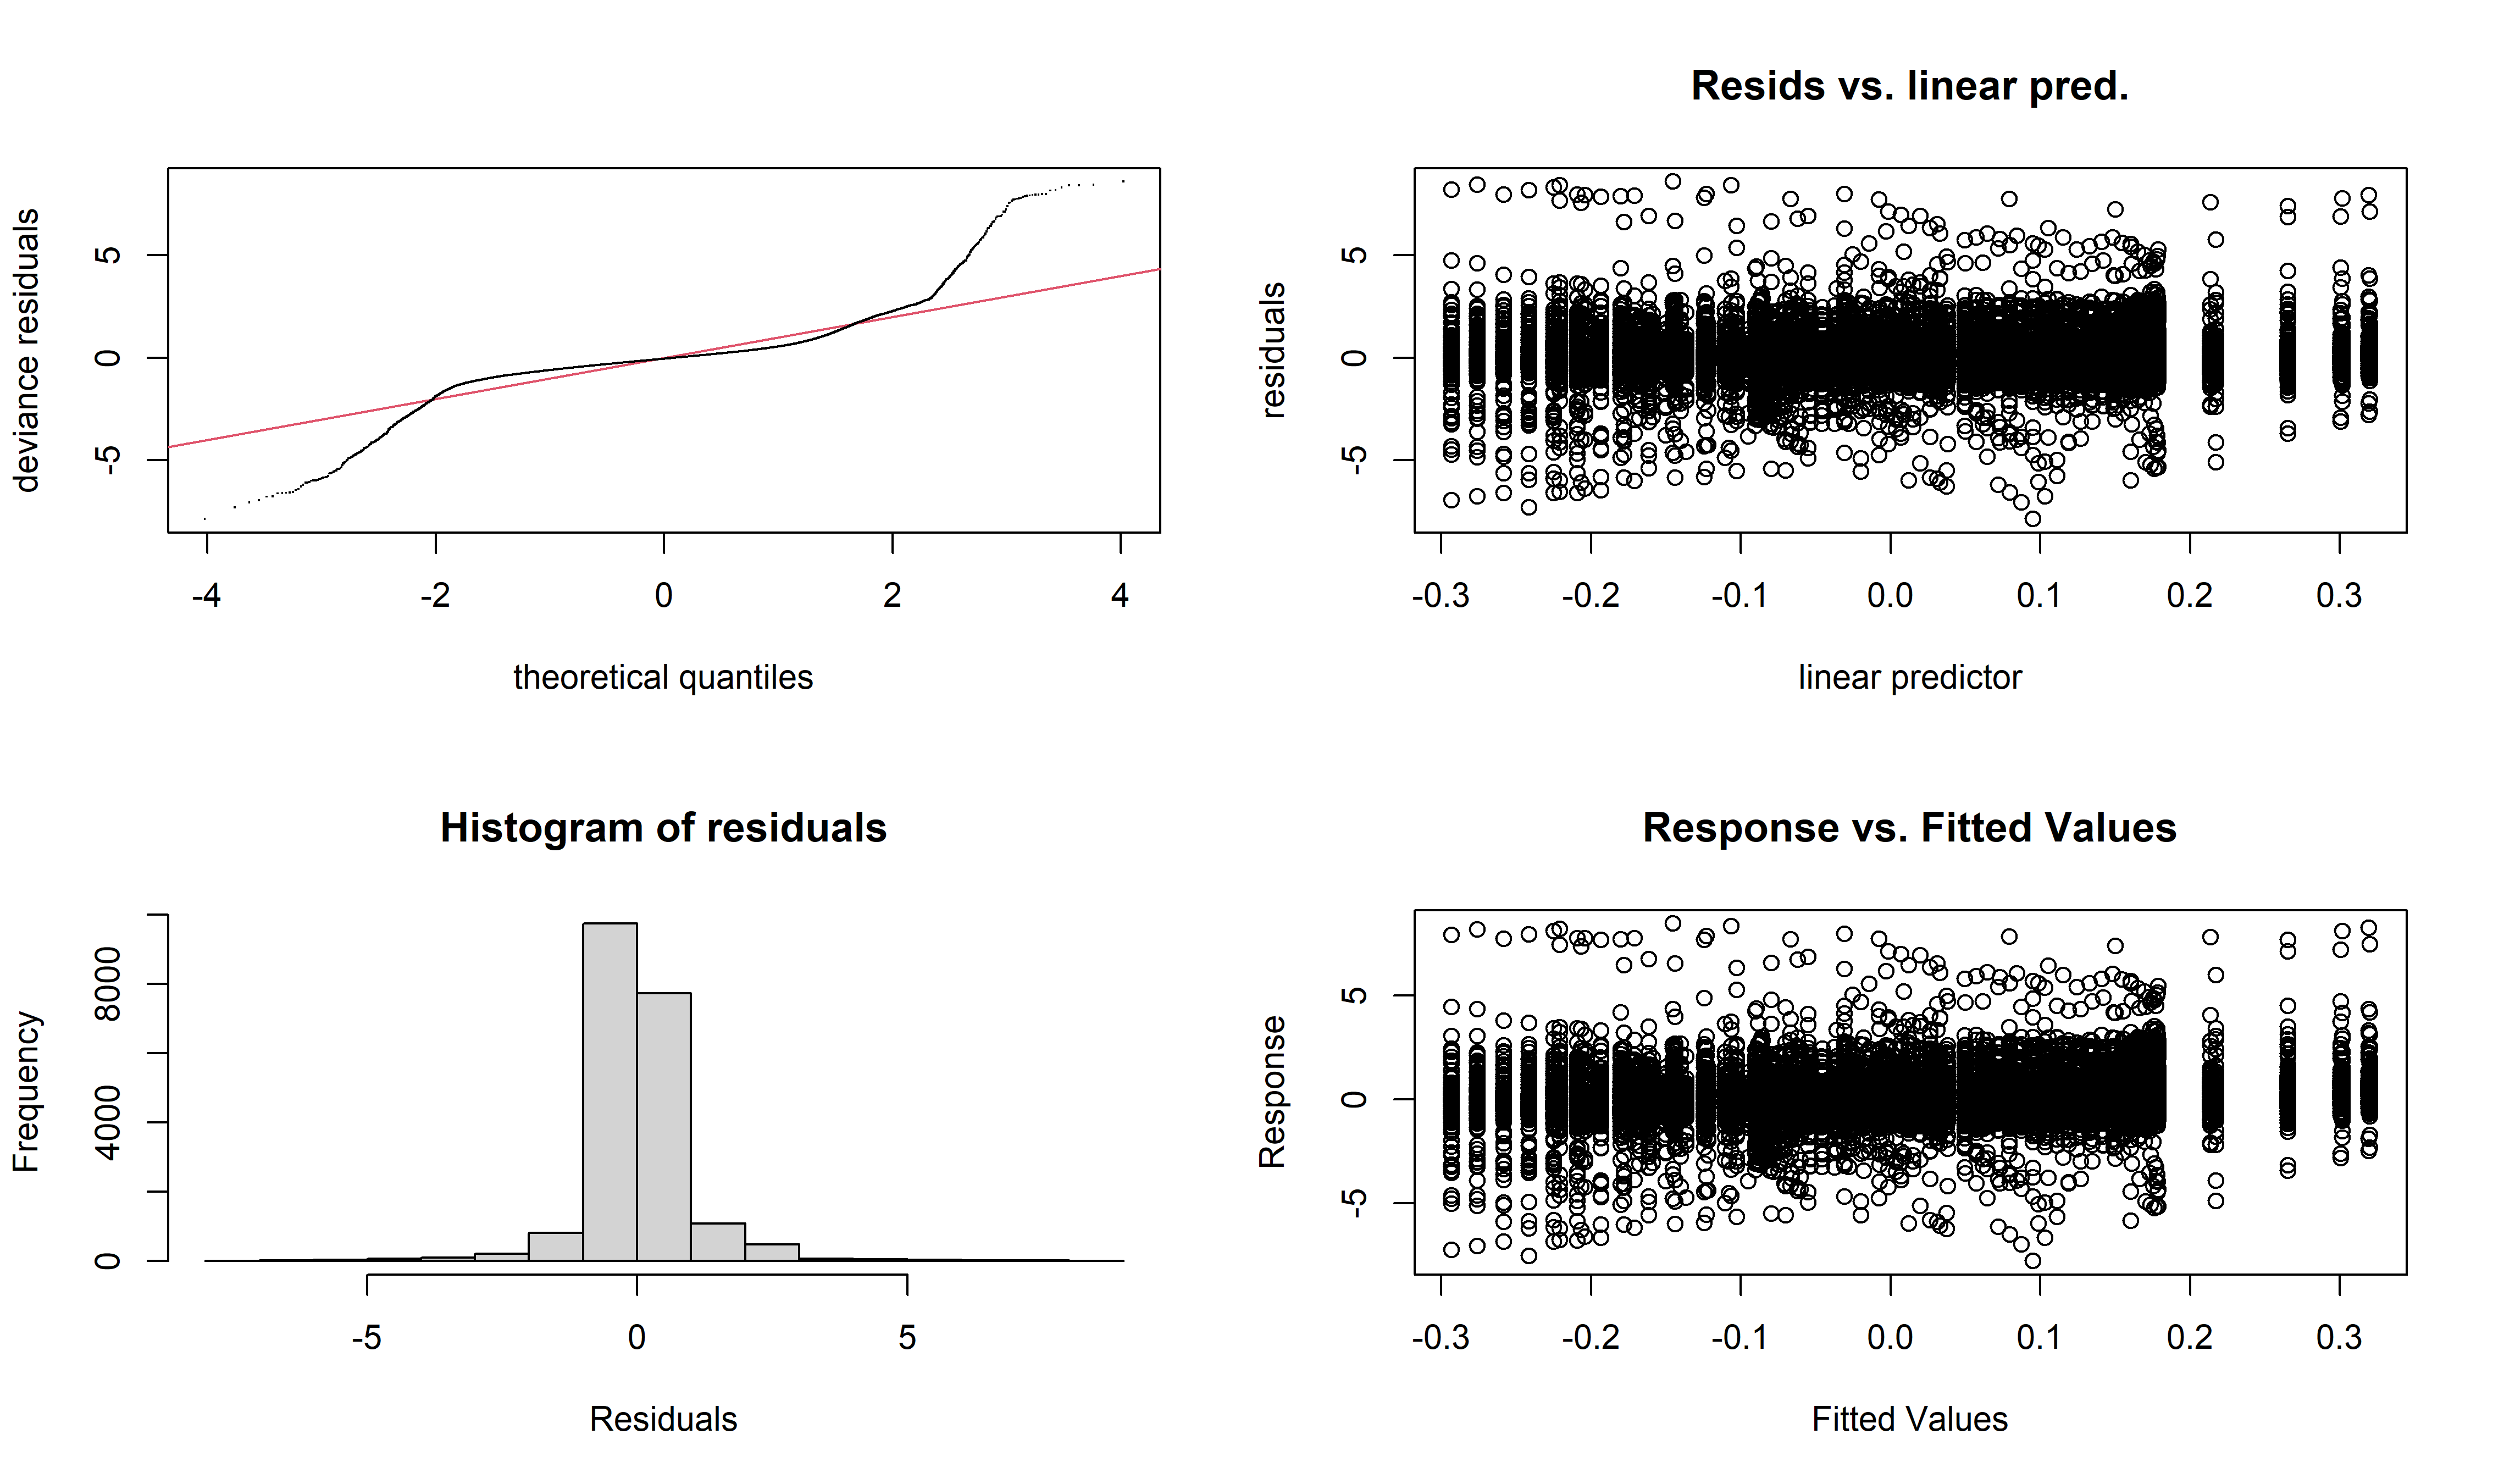 deviance residuals
5
0
-5
-4 -2 0 2 4
theoretical quantiles
Resids vs. linear pred.
residuals
5
0
-5
-0.3 -0.2 -0.1 0.0 0.1 0.2 0.3
linear predictor
Histogram of residuals
Frequency
8000
4000
0
-5 0 5
Residuals
Response vs. Fitted Values
Response
5
0
-5
-0.3 -0.2 -0.1 0.0 0.1 0.2 0.3
Fitted Values